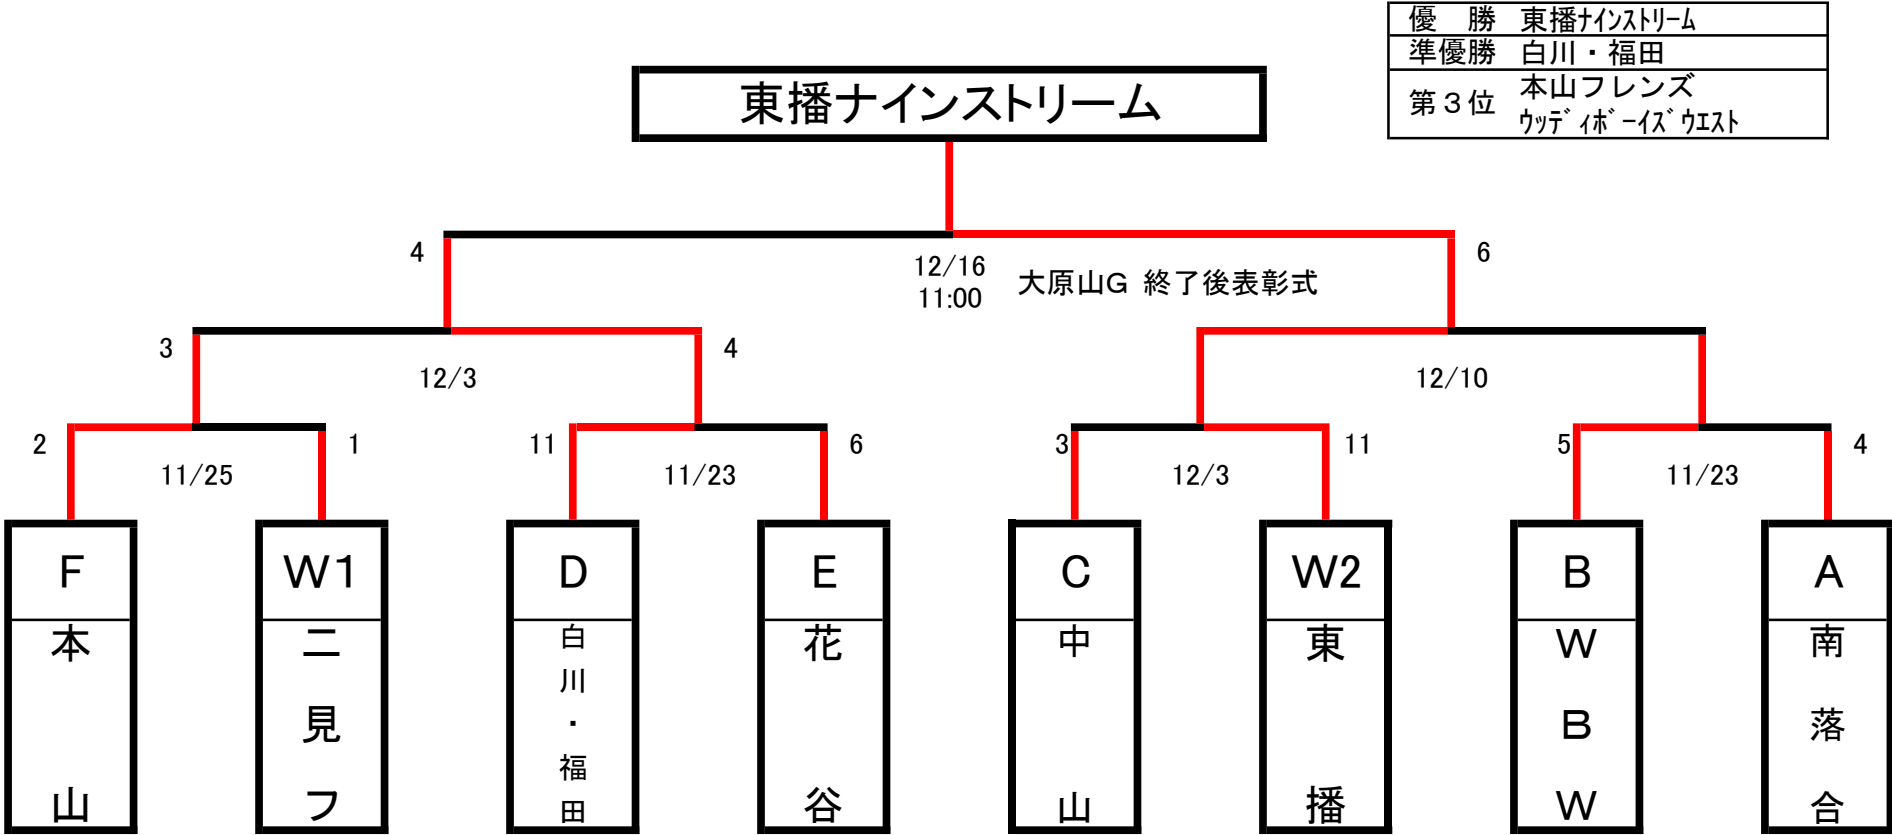 優　勝 東播ﾅｲﾝｽﾄﾘｰﾑ
準優勝 白川・福田
第３位 本山フレンズ
ｳｯﾃﾞｨﾎﾞｰｲｽﾞｳｴｽﾄ
東播ナインストリーム
4
6
12/16
11:00
大原山G 終了後表彰式
3
4
12/3
12/10
2
1
11
6
3
11
5
4
11/25
11/23
12/3
11/23
F
W1
D
E
C
W2
B
A
本山
二見フ
白川・福田
花谷
中山
東播
WBW
南落合